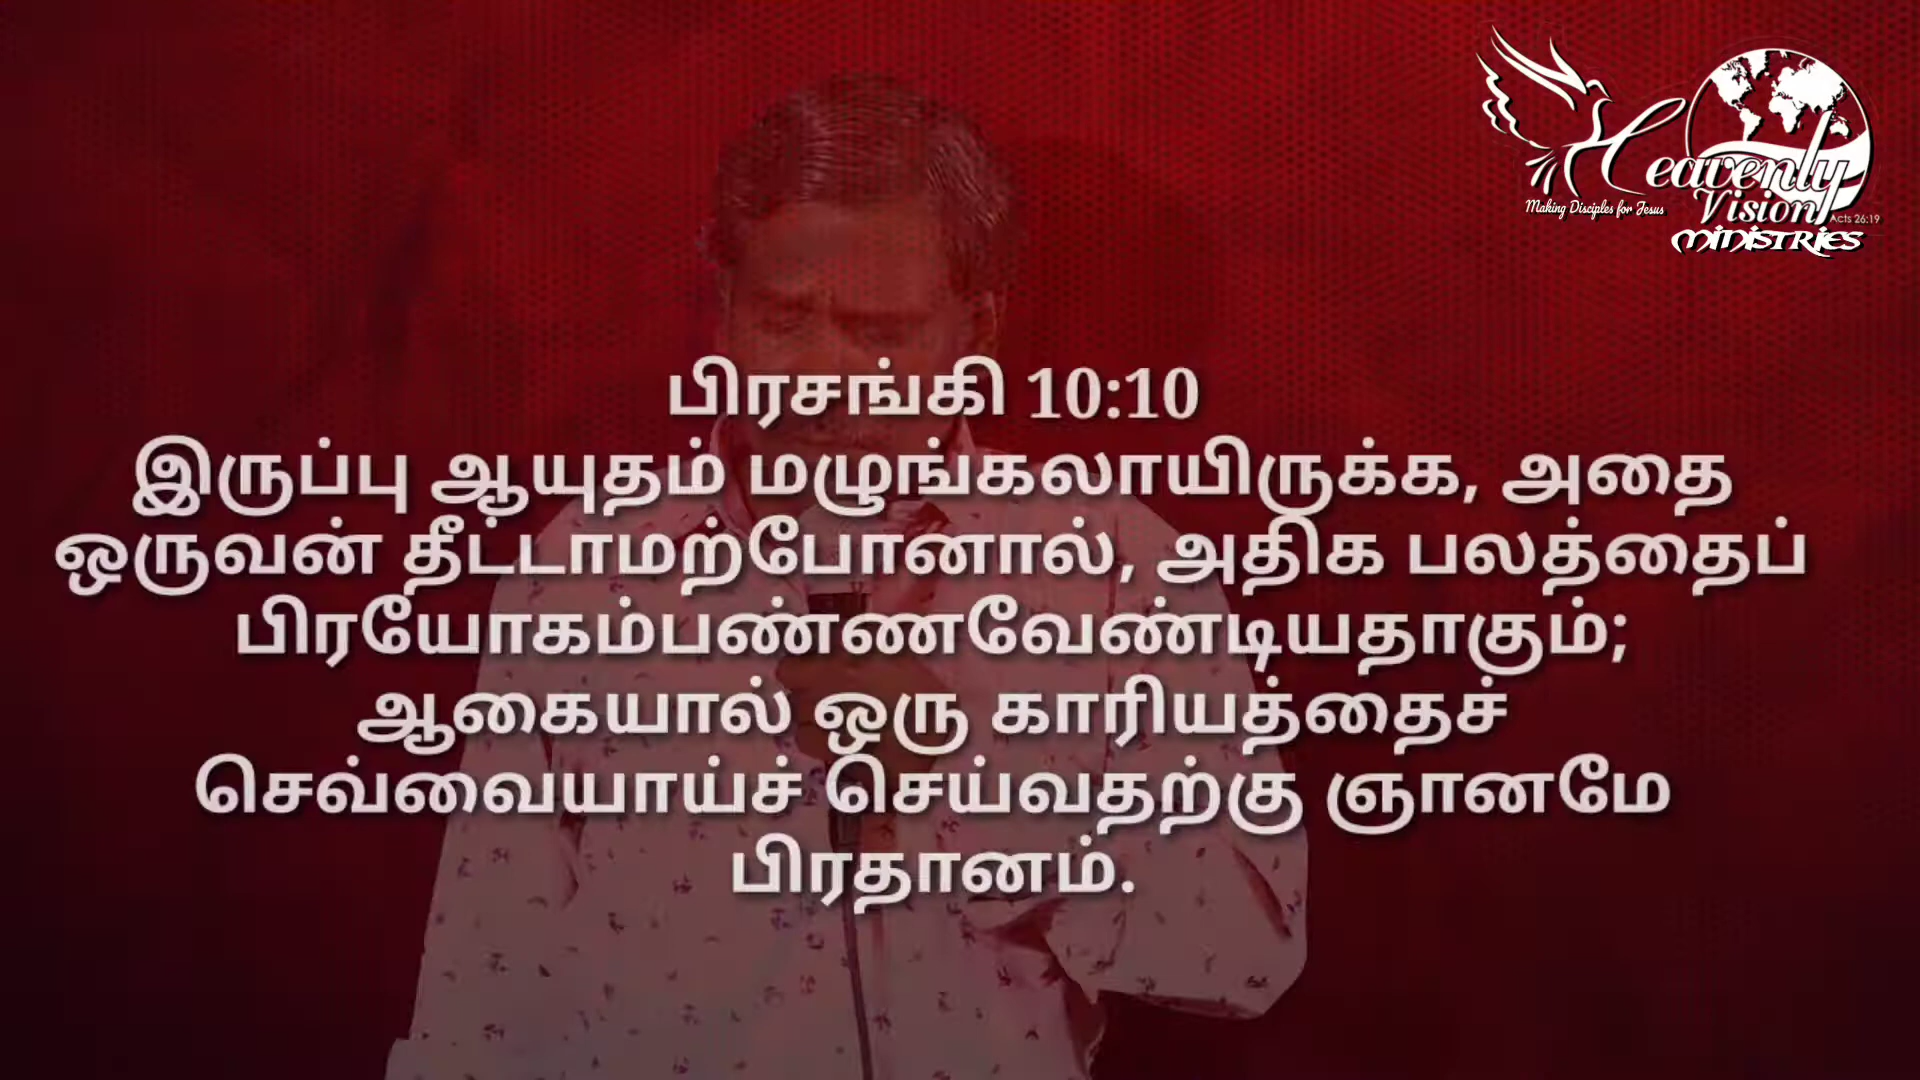 Heavenly
Vision
Acts 26:19
Making Disciples for Jesus
MINISTRIES
பிரசங்கி 10:10
இருப்பு ஆயுதம் மழுங்கலாயிருக்க, அதை
ஒருவன் தீட்டாமற்போனால், அதிக பலத்தைப்
பிரயோகம்பண்ணவேண்டியதாகும்;
ஆகையால் ஒரு காரியத்தைச்
செவ்வையாய்ச் செய்வதற்கு ஞானமே
பிரதானம்.